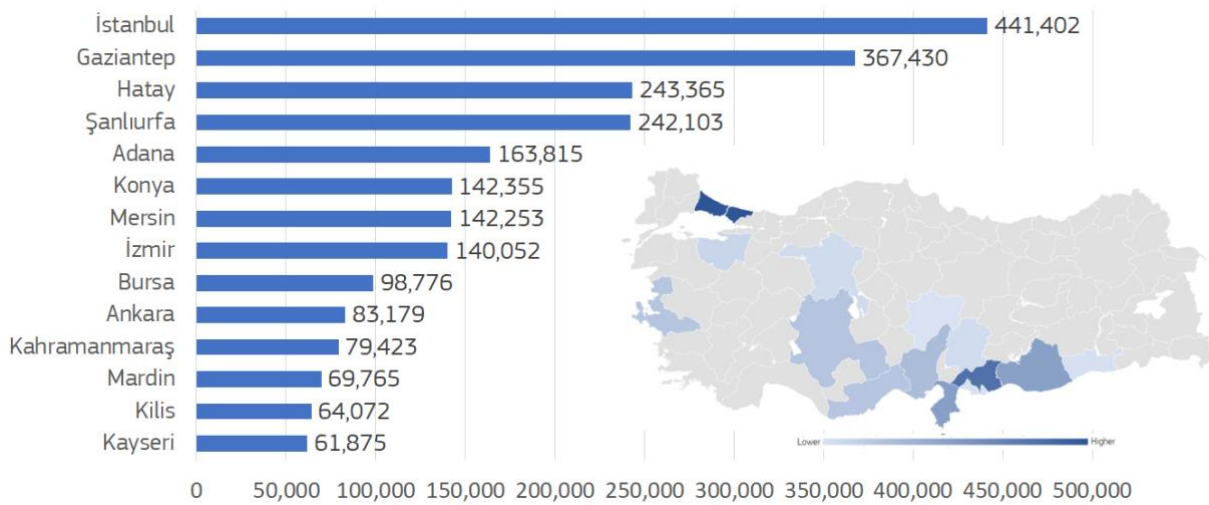 İstanbul 441,402
Gaziantep 367,430
Hatay 243,365
Şanlıurfa 242,103
Adana 163,815
Konya 142,355
Mersin 142,253
İzmir 140,052
Bursa 98,776
Ankara 83,179
Kahramanmaraş 79,423
Mardin 69,765
Kilis 64,072
Kayseri 61,875
Lower Higher
0 50,000 100,000 150,000 200,000 250,000 300,000 350,000 400,000 450,000 500,000